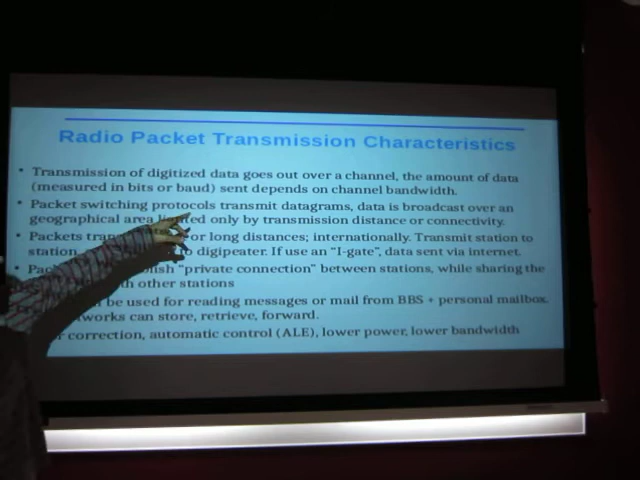 Radio Packet Transmission Characteristics
• Transmission of digitized data goes out over a channel, the amount of data
(measured in bits or baud) sent depends on channel bandwidth.
• Packet switching protocols transmit datagrams, data is broadcast over an
geographical area limited only by transmission distance or connectivity.
• Packets or long distances; internationally. Transmit station to
station, digipeater. If use an "I-gate", data sent via internet.
• "private connection" between stations, while sharing the
other stations
be used for reading messages or mail from BBS + personal mailbox.
can store, retrieve, forward.
correction, automatic control (ALE), lower power, lower bandwidth